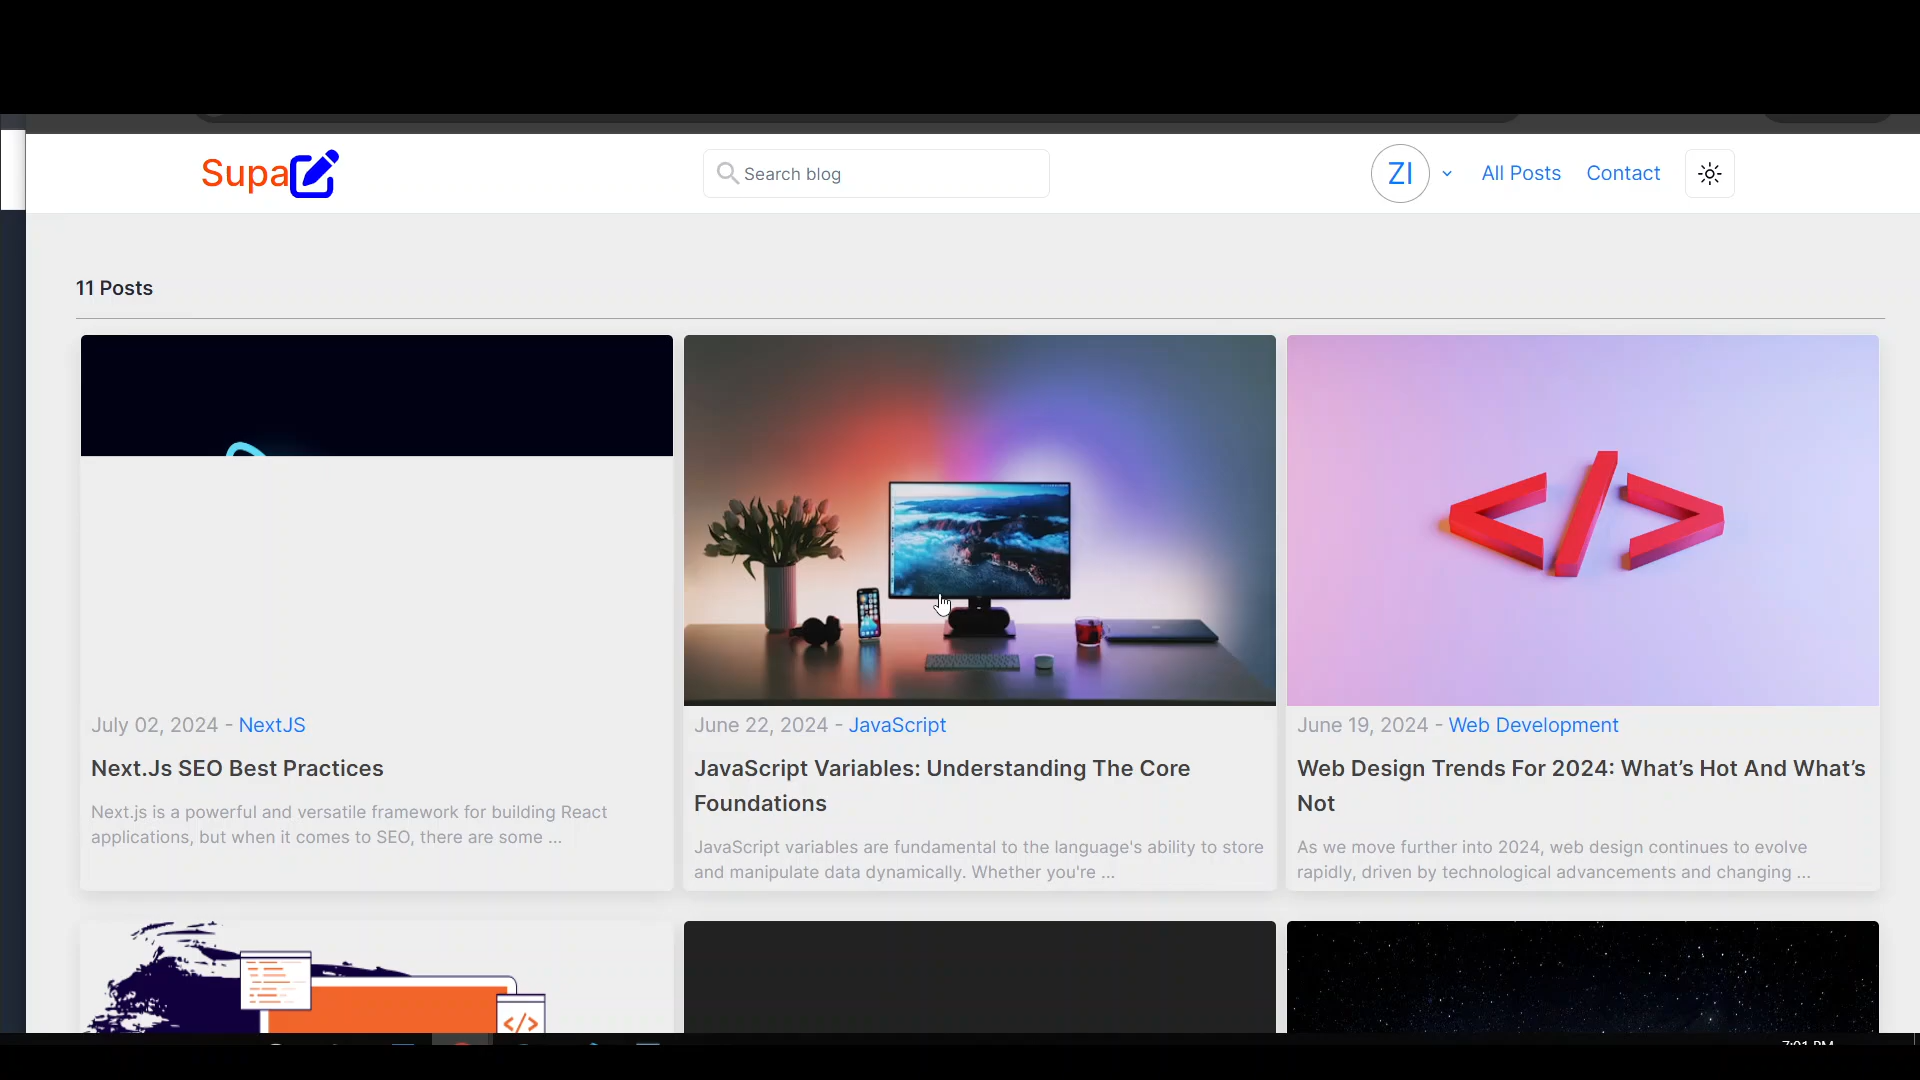 Supa
Search blog
ZI
All Posts
Contact
11 Posts
July 02, 2024 - NextJS
Next.Js SEO Best Practices
Next.js is a powerful and versatile framework for building React
applications, but when it comes to SEO, there are some ...
June 22, 2024 - JavaScript
JavaScript Variables: Understanding The Core
Foundations
JavaScript variables are fundamental to the language's ability to store
and manipulate data dynamically. Whether you're ...
June 19, 2024 - Web Development
Web Design Trends For 2024: What’s Hot And What’s
Not
As we move further into 2024, web design continues to evolve
rapidly, driven by technological advancements and changing ...